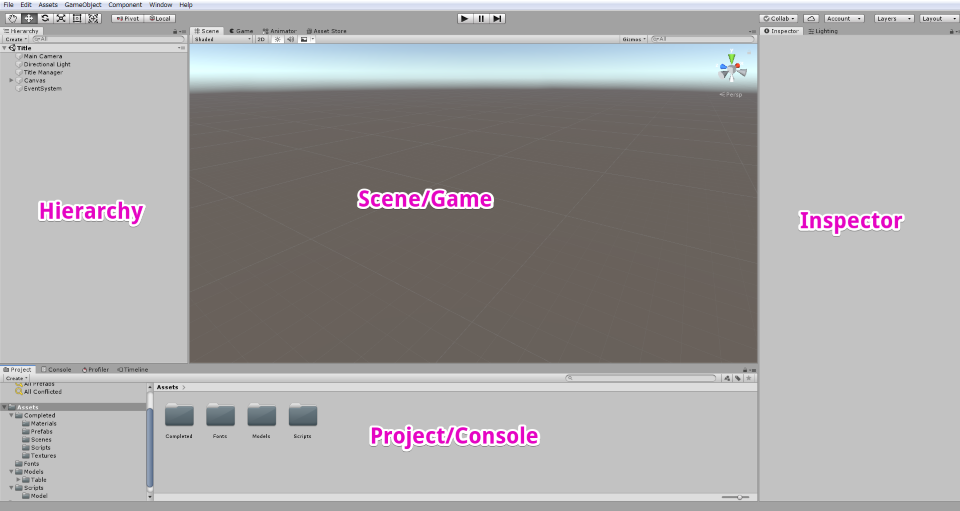 File Edit Assets GameObject Component Window Help
Pivot Local
Collab Account Layers Layout
Hierarchy
Create All
Title
Main Camera
Directional Light
Title Manager
Canvas
EventSystem
Hierarchy
Scene Game Animator Asset Store
Shaded 2D Gizmos All
Persp
Scene/Game
Inspector Lighting
Inspector
Project Console Profiler Timeline
Create
All Prefabs
All Conflicted
Assets
Completed
Materials
Prefabs
Scenes
Scripts
Textures
Fonts
Models
Table
Scripts
Model
Assets
Completed Fonts Models Scripts
Project/Console